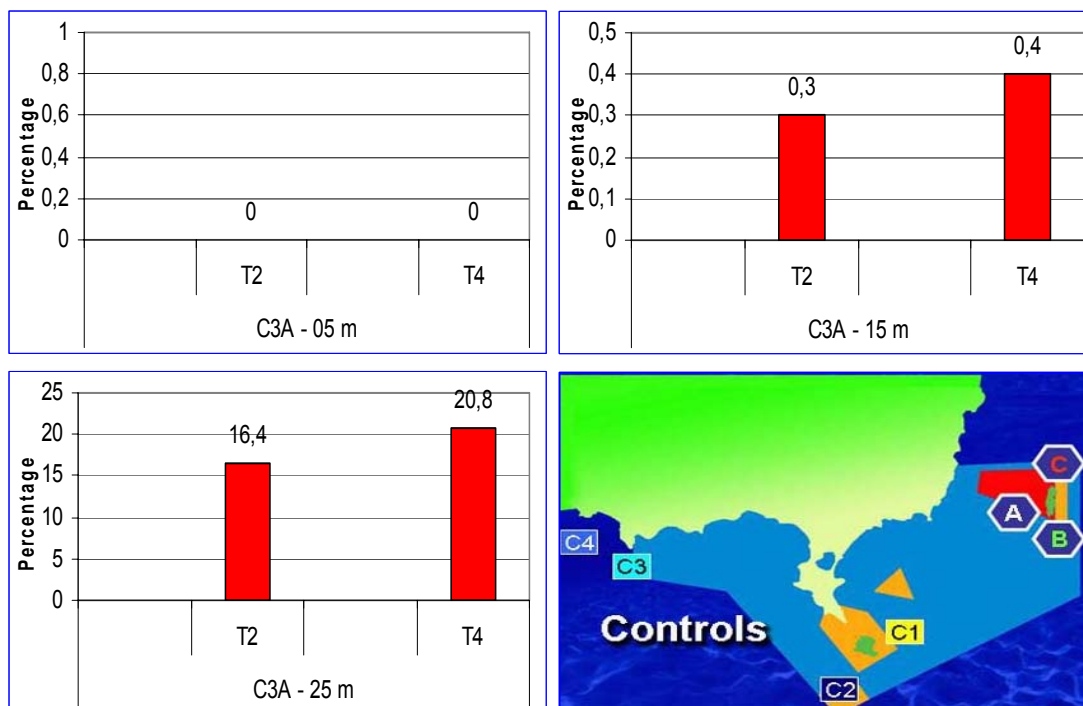 Percentage
1
0,8
0,6
0,4
0,2
0
0 0
T2 T4
C3A - 05 m
Percentage
0,5
0,4
0,3
0,2
0,1
0
0,3
0,4
T2 T4
C3A - 15 m
Percentage
25
20
15
10
5
0
16,4
20,8
T2 T4
C3A - 25 m
C
A
B
C4
C3
Controls
C1
C2